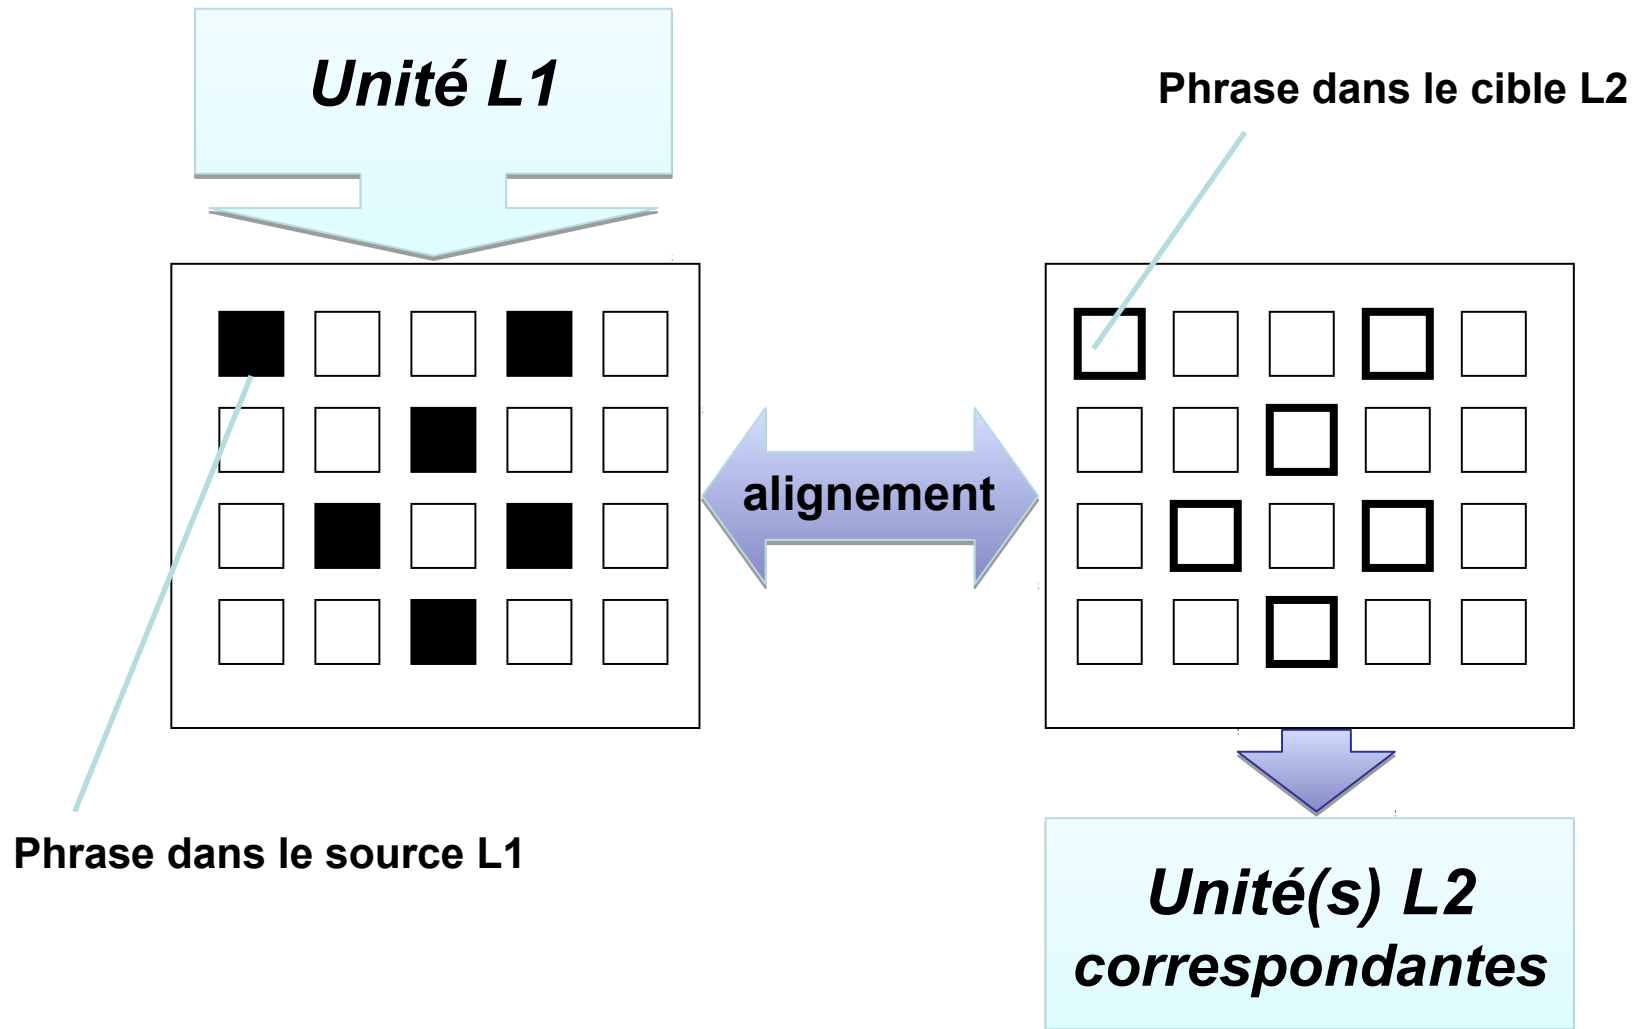 Unité L1
Phrase dans le cible L2
alignement
Phrase dans le source L1
Unité(s) L2
correspondantes